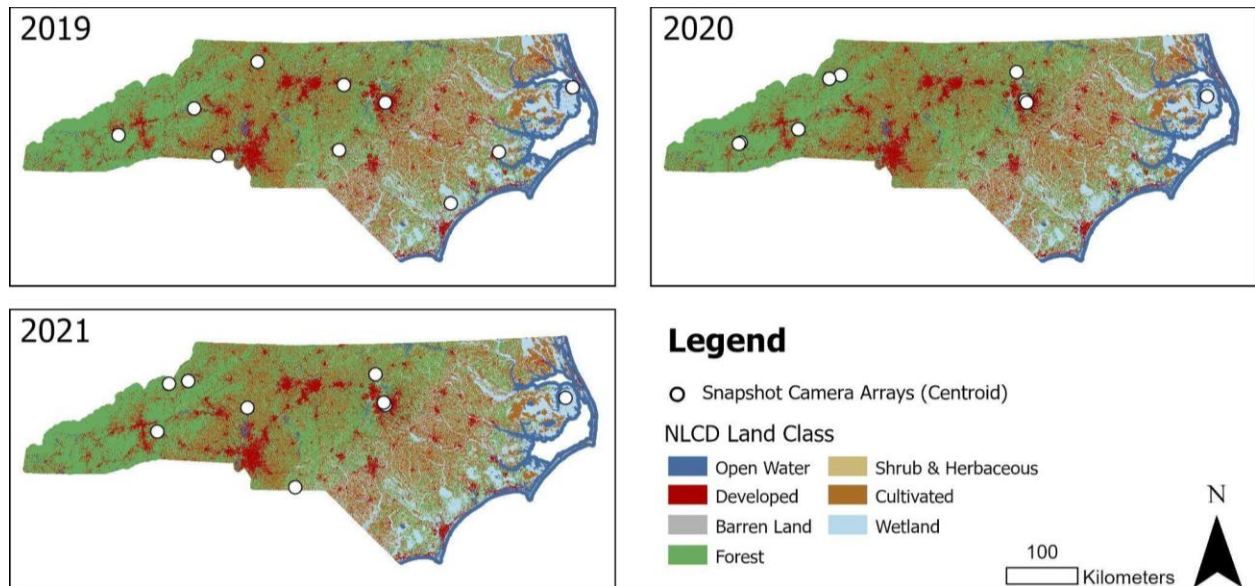 2019
2020
2021
Legend
Snapshot Camera Arrays (Centroid)
NLCD Land Class
Open Water
Shrub & Herbaceous
Developed
Cultivated
Barren Land
Wetland
Forest
N
100
Kilometers